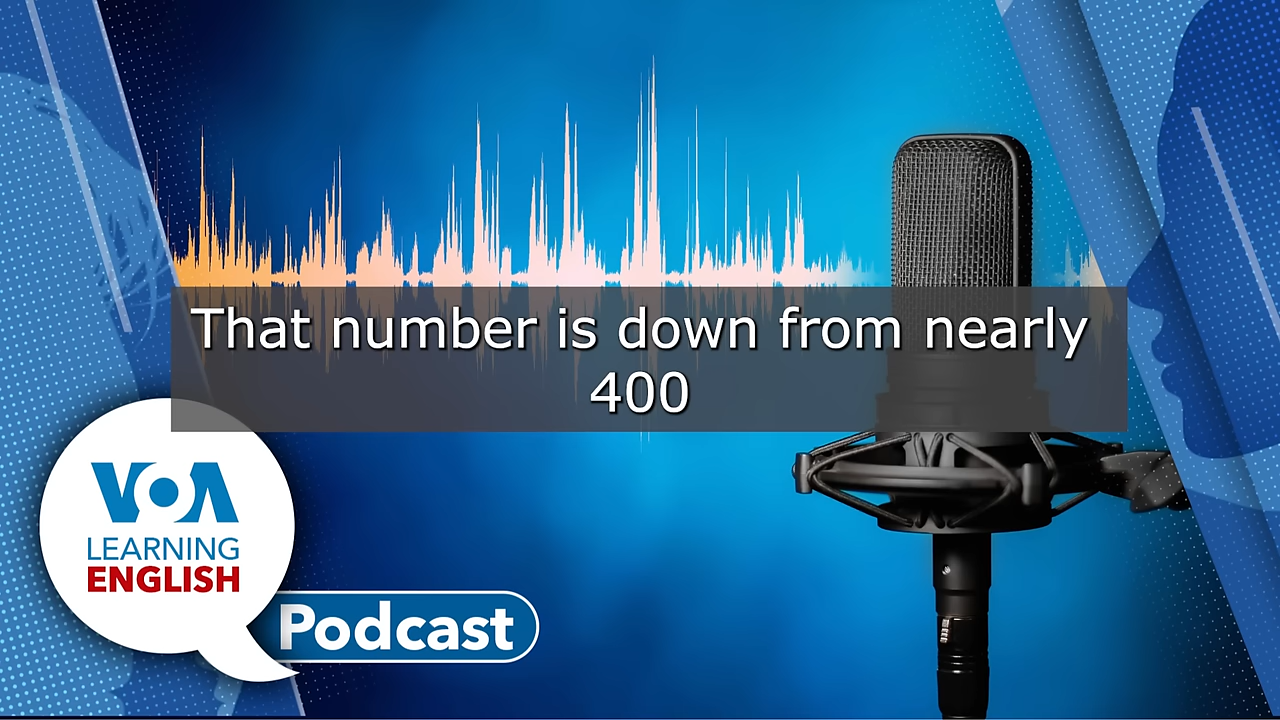 That number is down from nearly
400
VOA
LEARNING
ENGLISH
Podcast